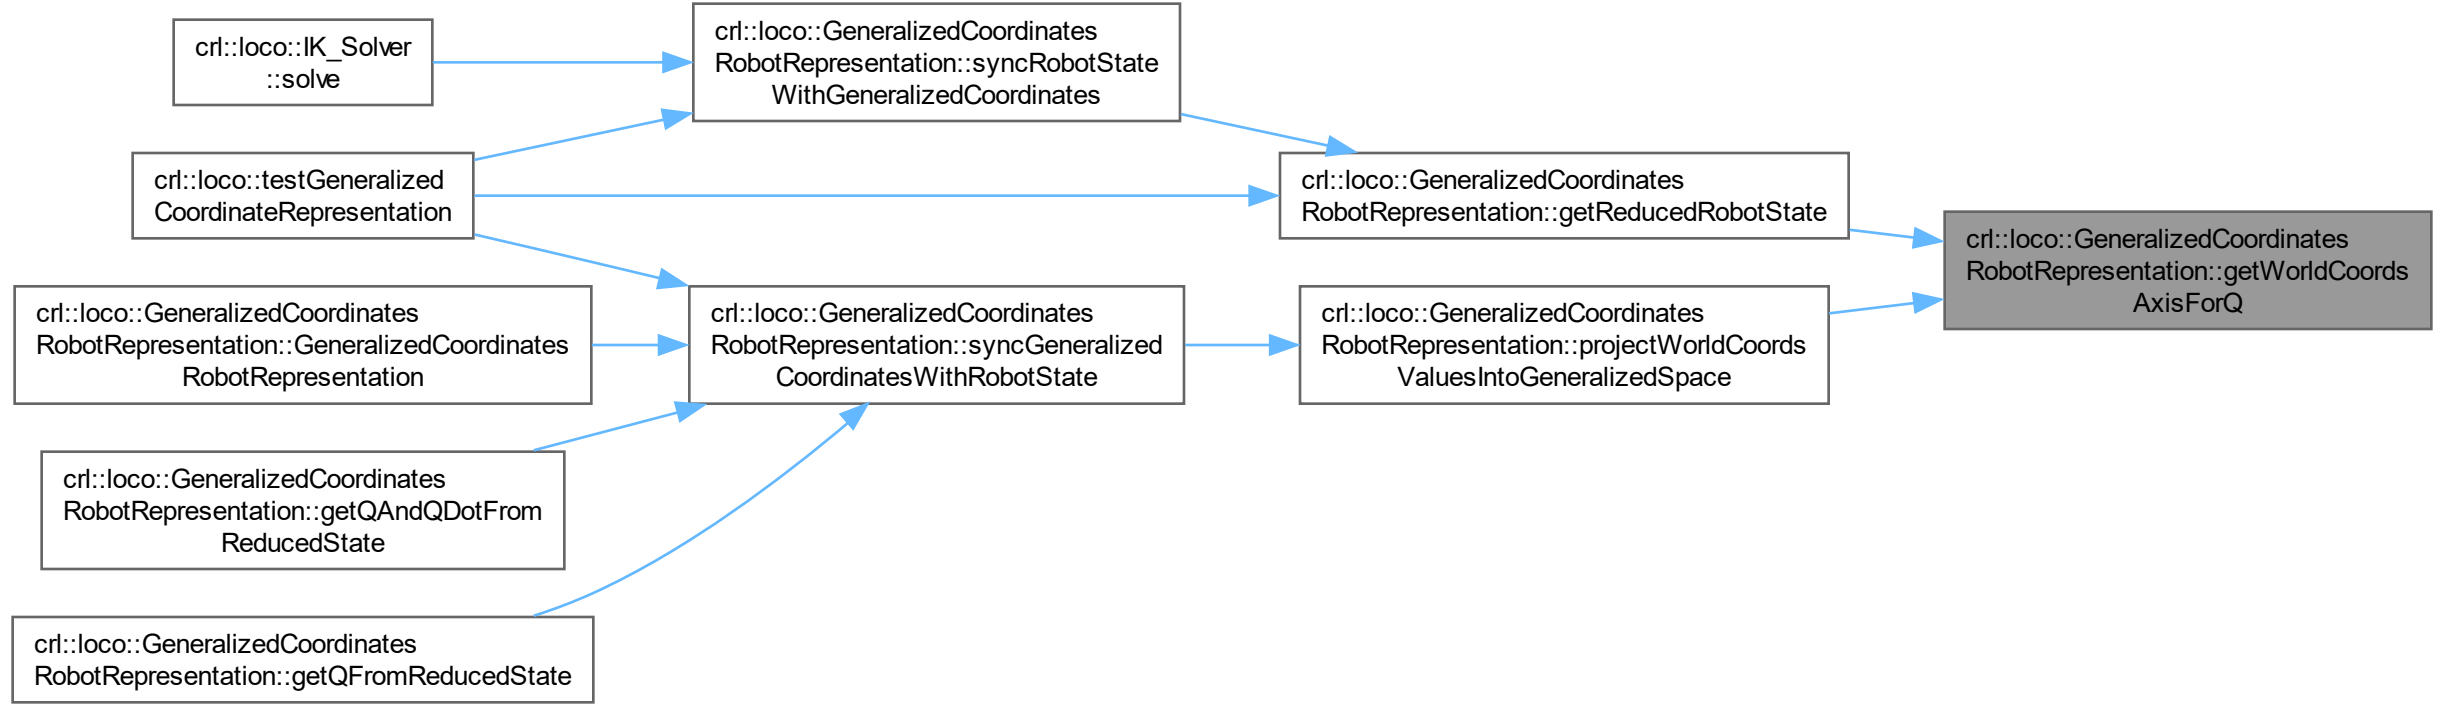 crl::loco::IK_Solver
::solve
crl::loco::GeneralizedCoordinates
RobotRepresentation::syncRobotState
WithGeneralizedCoordinates
crl::loco::testGeneralized
CoordinateRepresentation
crl::loco::GeneralizedCoordinates
RobotRepresentation::getReducedRobotState
crl::loco::GeneralizedCoordinates
RobotRepresentation::getWorldCoords
AxisForQ
crl::loco::GeneralizedCoordinates
RobotRepresentation::GeneralizedCoordinates
RobotRepresentation
crl::loco::GeneralizedCoordinates
RobotRepresentation::syncGeneralized
CoordinatesWithRobotState
crl::loco::GeneralizedCoordinates
RobotRepresentation::projectWorldCoords
ValuesIntoGeneralizedSpace
crl::loco::GeneralizedCoordinates
RobotRepresentation::getQAndQDotFrom
ReducedState
crl::loco::GeneralizedCoordinates
RobotRepresentation::getQFromReducedState